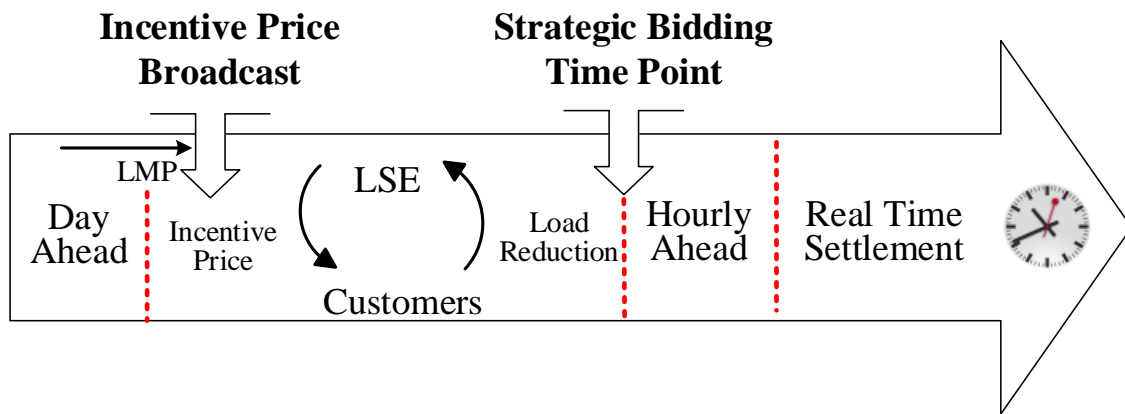 Incentive Price
Broadcast
Strategic Bidding
Time Point
LMP
Day
Ahead
Incentive
Price
LSE
Customers
Load
Reduction
Hourly
Ahead
Real Time
Settlement